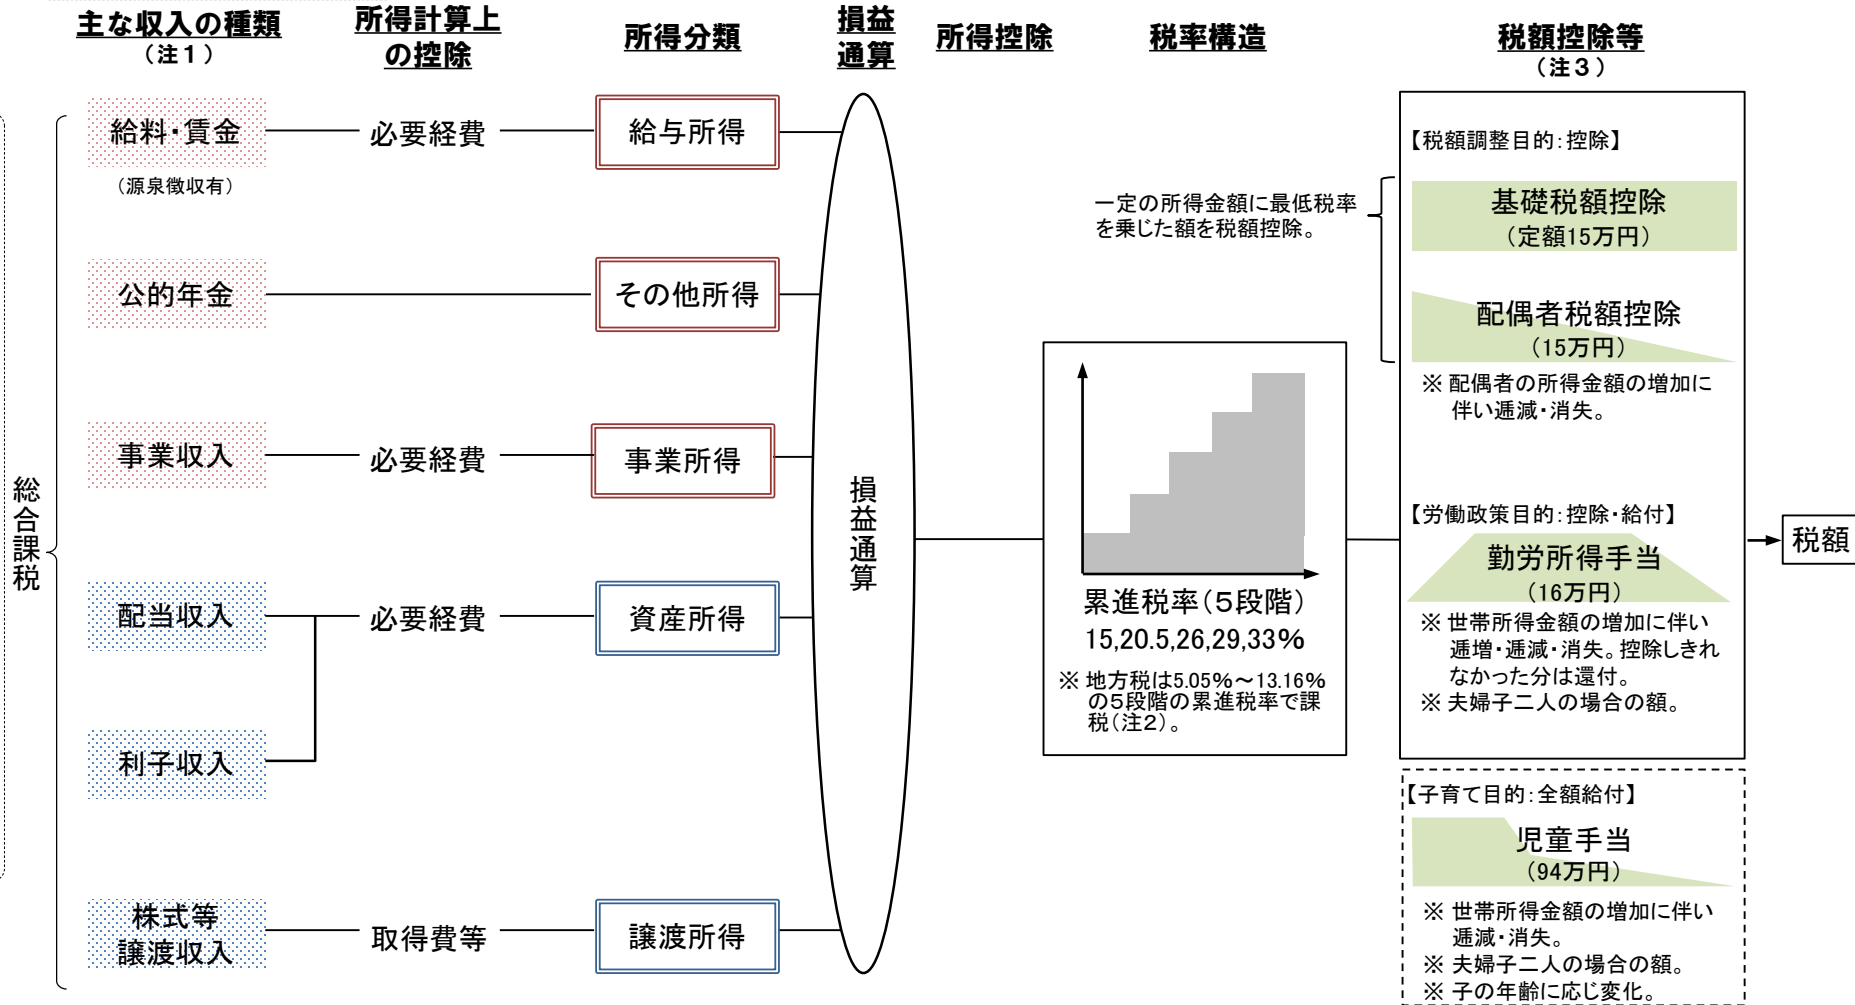 主な収入の種類
（注１）
所得計算上
の控除
所得分類
損益
通算
所得控除
税率構造
税額控除等
（注３）
総合課税
給料・賃金
（源泉徴収有）
必要経費
給与所得
公的年金
その他所得
事業収入
必要経費
事業所得
配当収入
必要経費
資産所得
利子収入
株式等
譲渡収入
取得費等
譲渡所得
損益通算
累進税率（５段階）
15,20.5,26,29,33%
※ 地方税は5.05%～13.16%
の５段階の累進税率で課
税（注２）。
一定の所得金額に最低税率
を乗じた額を税額控除。
【税額調整目的：控除】
基礎税額控除
（定額15万円）
配偶者税額控除
（15万円）
※ 配偶者の所得金額の増加に
伴い逓減・消失。
【労働政策目的：控除・給付】
勤労所得手当
（16万円）
※ 世帯所得金額の増加に伴い
逓増・逓減・消失。控除しきれ
なかった分は還付。
※ 夫婦子二人の場合の額。
【子育て目的：全額給付】
児童手当
（94万円）
※ 世帯所得金額の増加に伴い
逓減・消失。
※ 夫婦子二人の場合の額。
※ 子の年齢に応じ変化。
税額